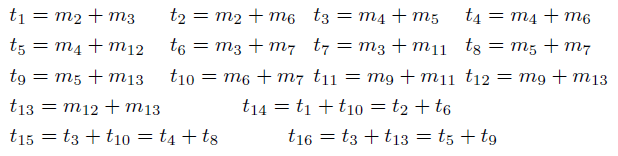 t₁ = m₂ + m₃ t₂ = m₂ + m₆ t₃ = m₄ + m₅ t₄ = m₄ + m₆
t₅ = m₄ + m₁₂ t₆ = m₃ + m₇ t₇ = m₃ + m₁₁ t₈ = m₅ + m₇
t₉ = m₅ + m₁₃ t₁₀ = m₆ + m₇ t₁₁ = m₉ + m₁₁ t₁₂ = m₉ + m₁₃
t₁₃ = m₁₂ + m₁₃ t₁₄ = t₁ + t₁₀ = t₂ + t₆
t₁₅ = t₃ + t₁₀ = t₄ + t₈ t₁₆ = t₃ + t₁₃ = t₅ + t₉